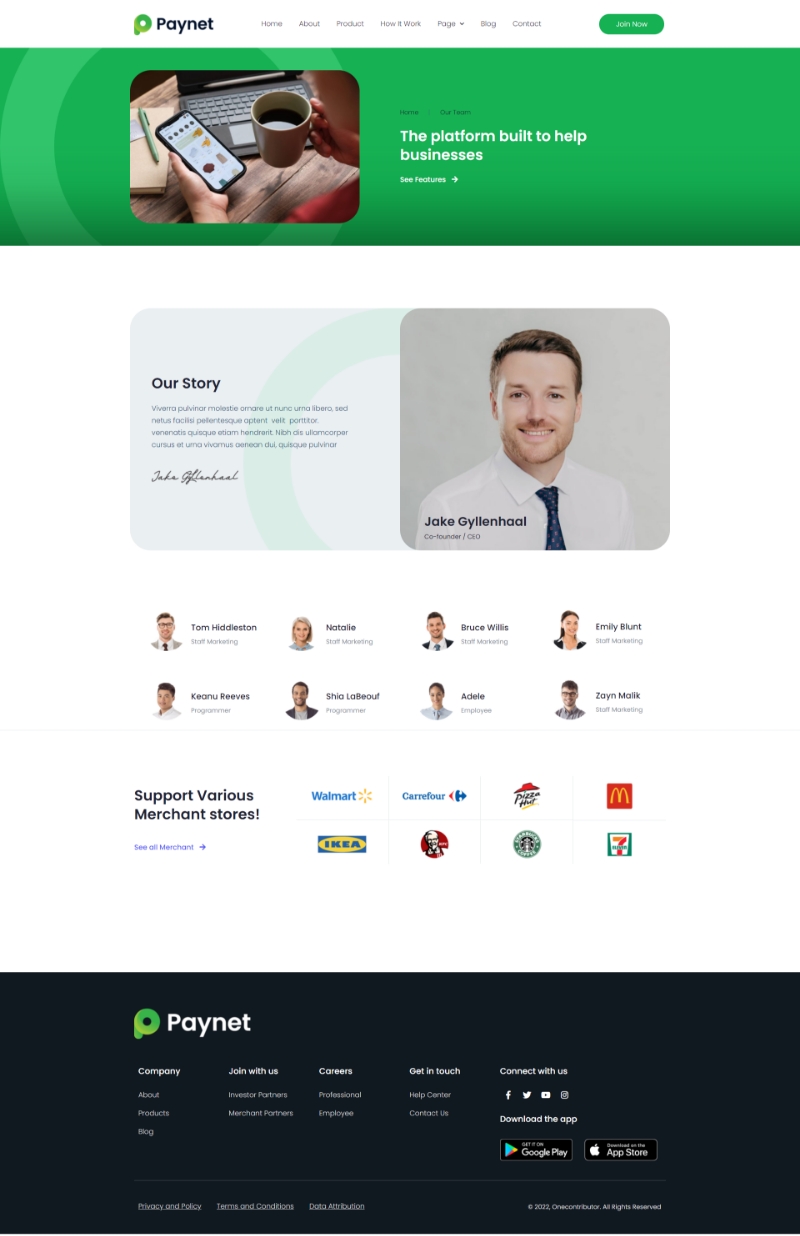 Paynet
Home About Product How It Work Page Blog Contact
Join Now
Home Our Team
The platform built to help
businesses
See Features
Our Story
Viverra pulvinar molestie ornare ut nunc urna libero, sed
netus facilisi pellentesque aptent velit porttitor.
venenatis quisque etiam hendrerit. Nibh dis ullamcorper
cursus et urna vivamus aenean dui, quisque pulvinar
Jake Gyllenhaal
Jake Gyllenhaal
Co-founder / CEO
Tom Hiddleston
Staff Marketing
Natalie
Staff Marketing
Bruce Willis
Staff Marketing
Emily Blunt
Staff Marketing
Keanu Reeves
Programmer
Shia LaBeouf
Programmer
Adele
Employee
Zayn Malik
Staff Marketing
Support Various
Merchant stores!
See all Merchant
Walmart
Carrefour
Pizza
Hut
IKEA
KFC
STARBUCKS
COFFEE
7
ELEVEN
Paynet
Company
About
Products
Blog
Join with us
Investor Partners
Merchant Partners
Careers
Professional
Employee
Get in touch
Help Center
Contact Us
Connect with us
Download the app
GET IT ON
Google Play
Download on the
App Store
Privacy and Policy Terms and Conditions Data Attribution
© 2022, Onecontributor. All Rights Reserved